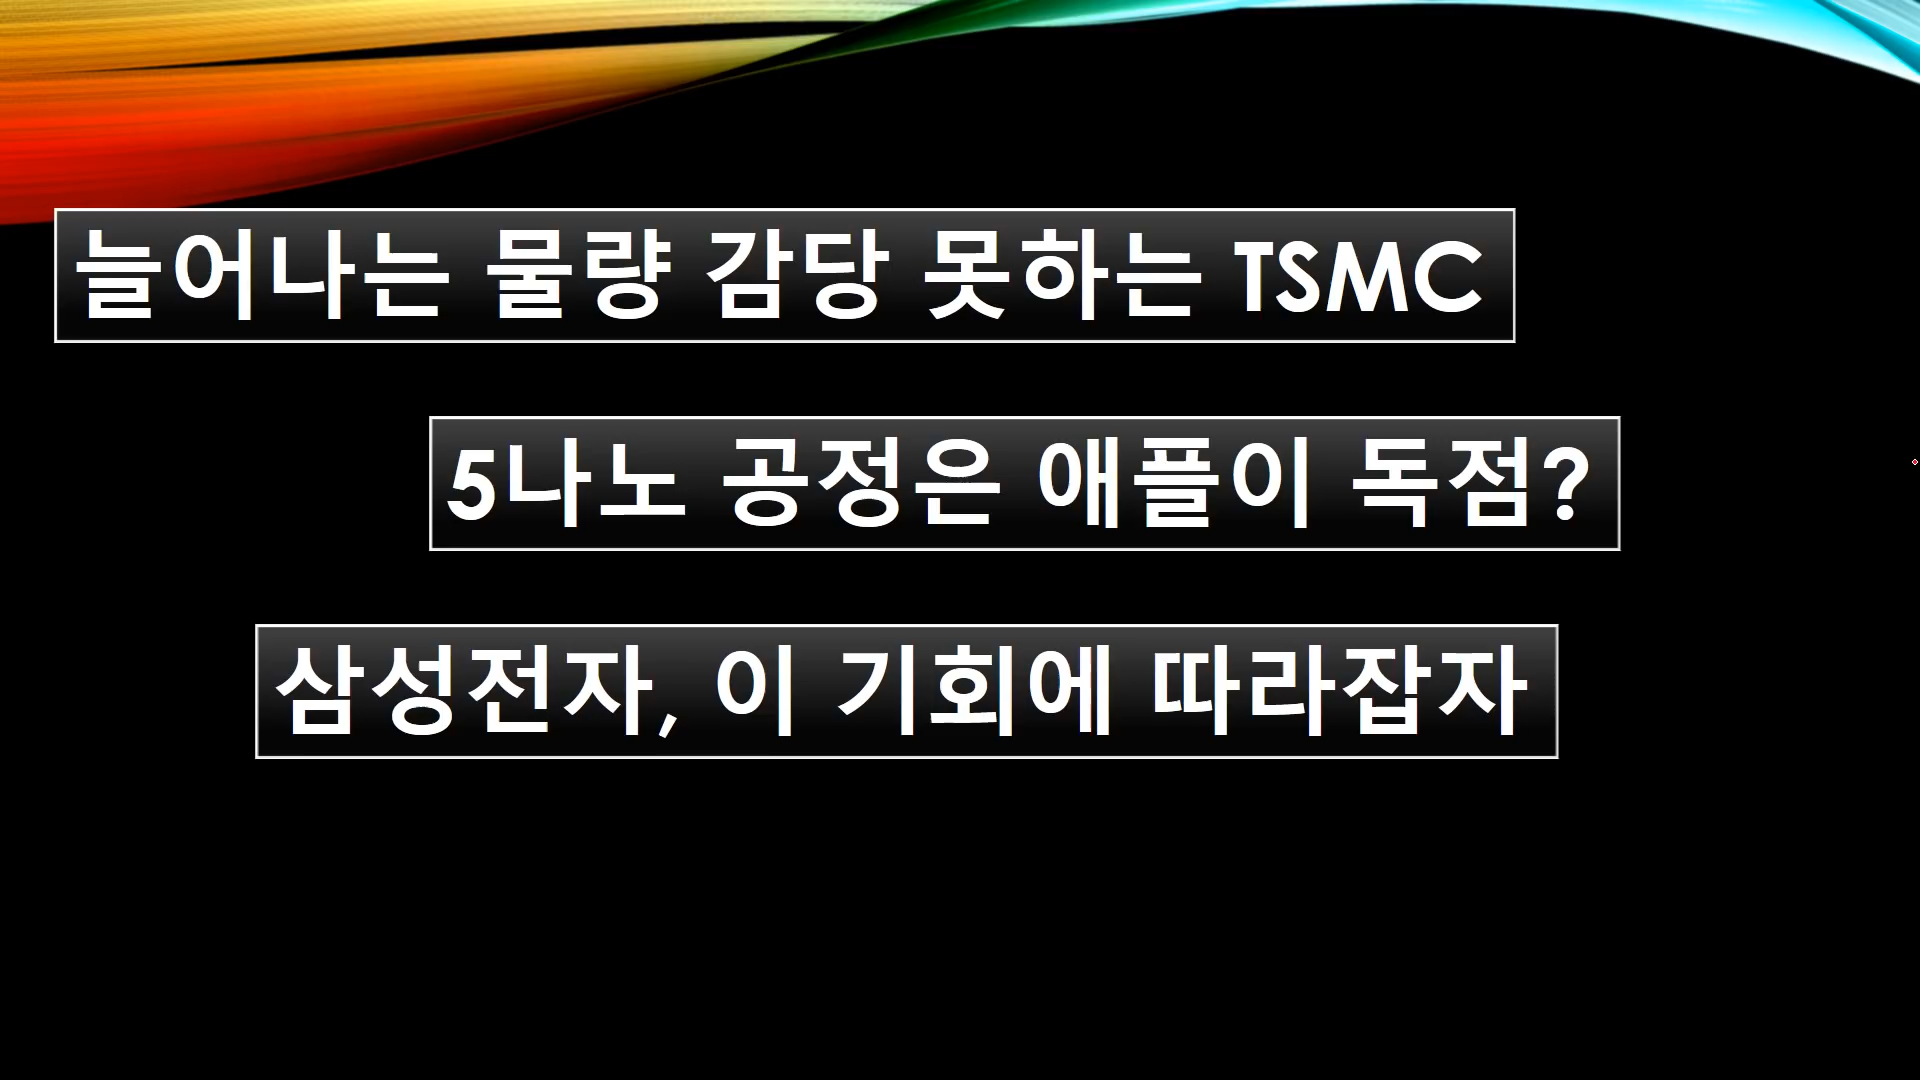 늘어나는 물량 감당 못하는 TSMC
5나노 공정은 애플이 독점?
삼성전자, 이 기회에 따라잡자